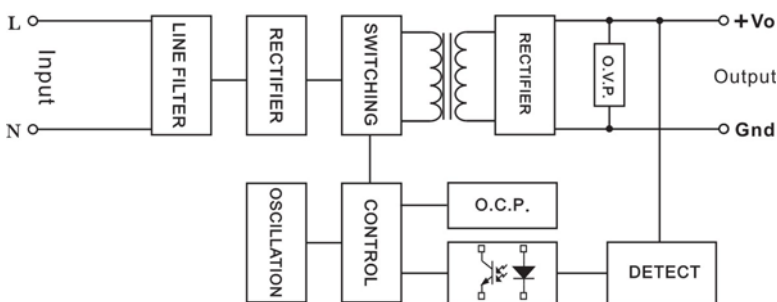 L
N
Input
LINE FILTER
RECTIFIER
SWITCHING
RECTIFIER
O.V.P.
+Vo
Output
Gnd
OSCILLATION
CONTROL
O.C.P.
DETECT